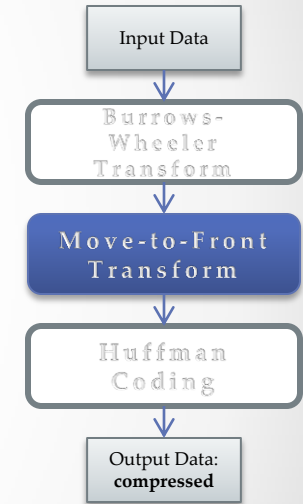 Input Data
Burrows-
Wheeler
Transform
Move-to-Front
Transform
Huffman
Coding
Output Data:
compressed